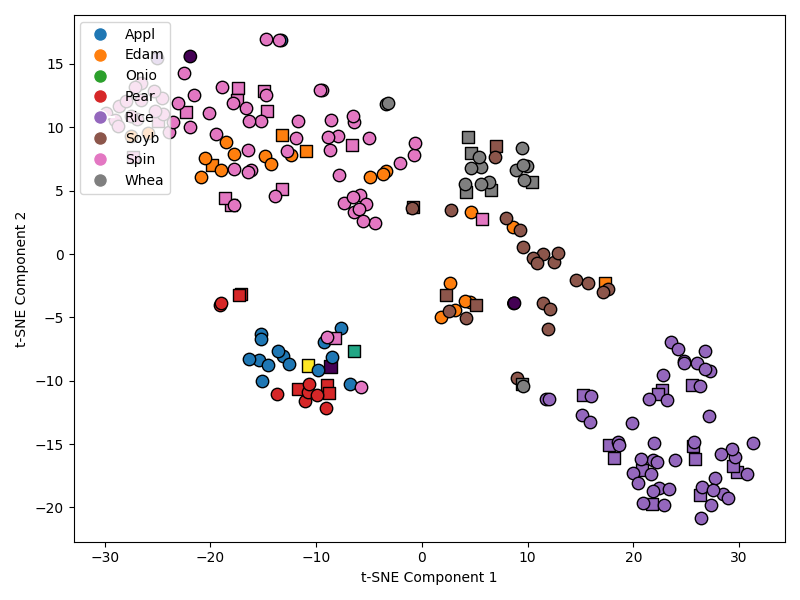 Appl
Edam
Onio
Pear
Rice
Soyb
Spin
Whea
15
10
5
0
−5
−10
−15
−20
t-SNE Component 2
−30
−20
−10
0
10
20
30
t-SNE Component 1